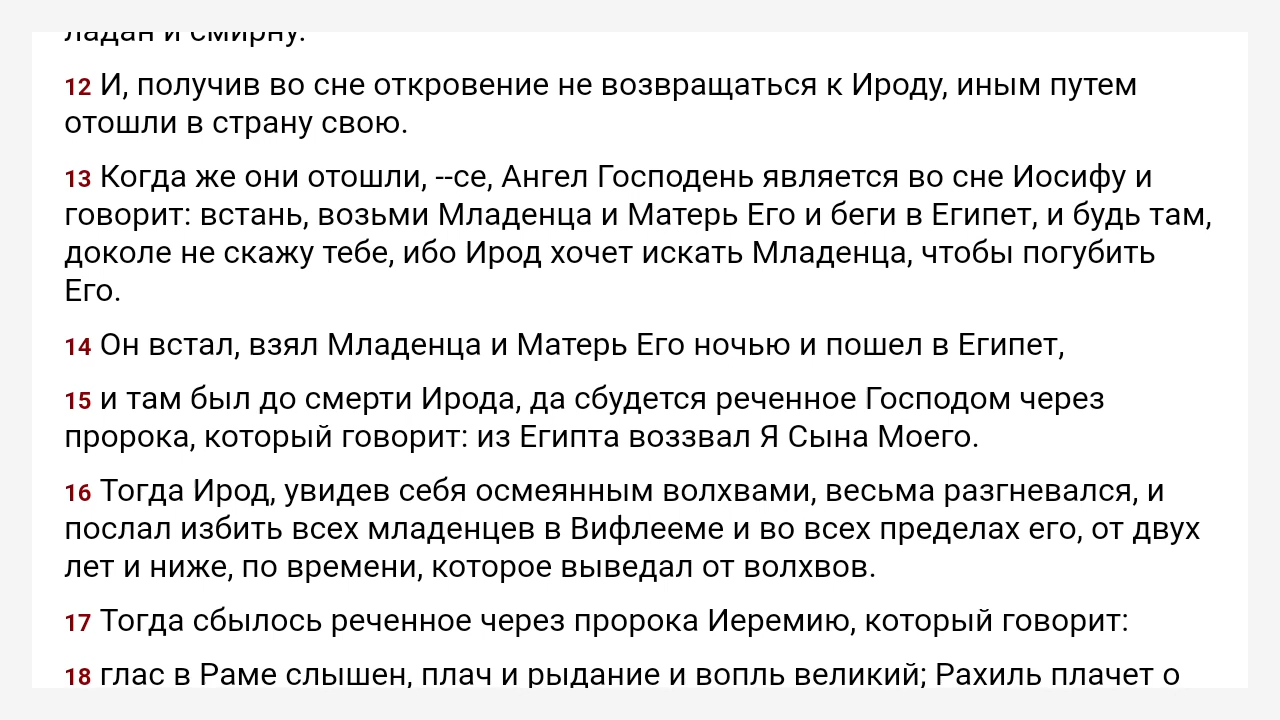 ладан и смирну.
12 И, получив во сне откровение не возвращаться к Ироду, иным путем
отошли в страну свою.
13 Когда же они отошли, --се, Ангел Господень является во сне Иосифу и
говорит: встань, возьми Младенца и Матерь Его и беги в Египет, и будь там,
доколе не скажу тебе, ибо Ирод хочет искать Младенца, чтобы погубить
Его.
14 Он встал, взял Младенца и Матерь Его ночью и пошел в Египет,
15 и там был до смерти Ирода, да сбудется реченное Господом через
пророка, который говорит: из Египта воззвал Я Сына Моего.
16 Тогда Ирод, увидев себя осмеянным волхвами, весьма разгневался, и
послал избить всех младенцев в Вифлееме и во всех пределах его, от двух
лет и ниже, по времени, которое выведал от волхвов.
17 Тогда сбылось реченное через пророка Иеремию, который говорит:
18 глас в Раме слышен, плач и рыдание и вопль великий; Рахиль плачет о